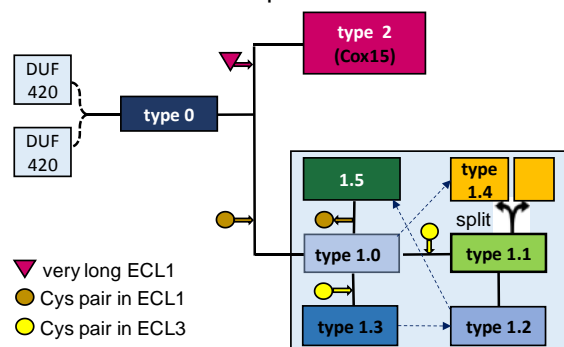 type 2
(Cox15)
DUF
420
type 0
DUF
420
1.5
type
1.4
split
type 1.0
type 1.1
very long ECL1
Cys pair in ECL1
Cys pair in ECL3
type 1.3
type 1.2